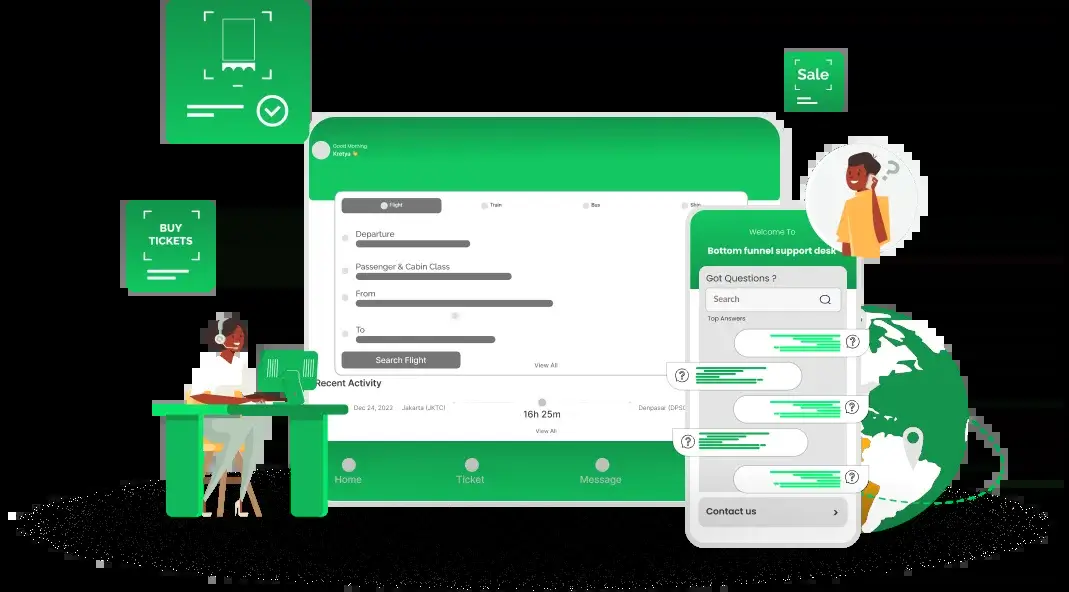 Sale
BUY
TICKETS
Good Morning
Kretya
Flight
Train
Bus
Ship
Departure
Passenger & Cabin Class
From
To
Search Flight
View All
Recent Activity
Dec 24, 2022
Jakarta (JKTC)
16h 25m
Denpasar (DPSC
View All
Home
Ticket
Message
Welcome To
Bottom funnel support desk
Got Questions ?
Search
Top Answers
Contact us